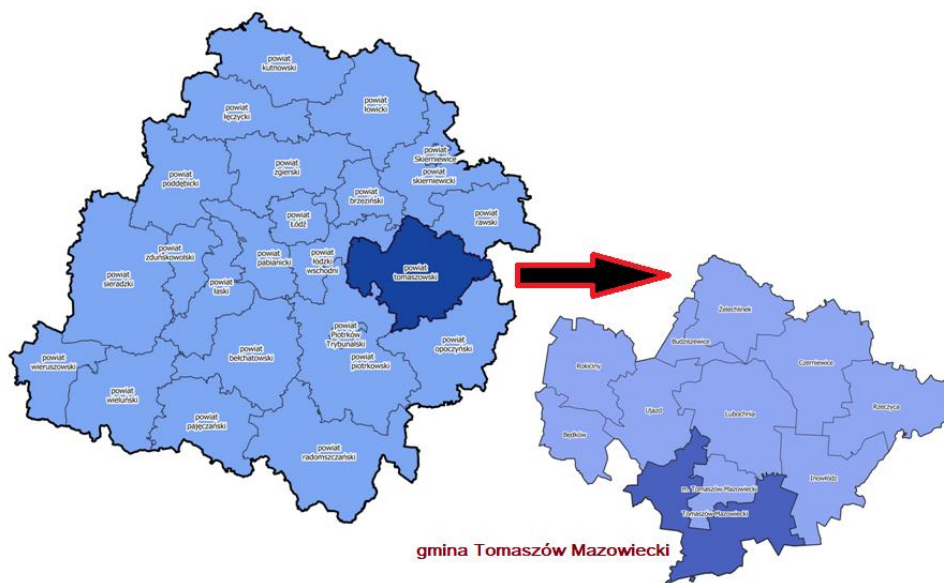 powiat
kutnowski
powiat
łęczycki
powiat
łowicki
powiat
Skierniewice
powiat
skierniewicki
powiat
zgierski
powiat
poddębicki
powiat
brzeziński
powiat
rawski
powiat
Łódź
powiat
zduńskowolski
powiat
pabianicki
powiat
łódzki
wschodni
powiat
tomaszowski
powiat
sieradzki
powiat
łaski
powiat
Piotrków
Trybunalski
powiat
opoczyński
powiat
bełchatowski
powiat
piotrkowski
powiat
wieruszowski
powiat
wieluński
powiat
pajęczański
powiat
radomszczański
Żelechlinek
Budziszewice
Rokiciny
Czerniewice
Rzeczyca
Ujazd
Lubochnia
Będków
Inowłódz
m. Tomaszów Mazowiecki
Tomaszów Mazowiecki
gmina Tomaszów Mazowiecki